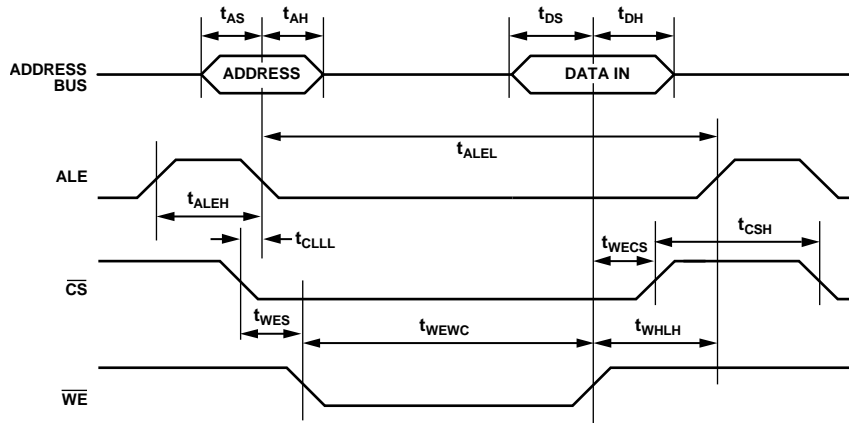 tAS tAH tDS tDH
ADDRESS
BUS
ADDRESS DATA IN
tALEL
ALE
tALEH
tCLLL
tWECS
tCSH
CS
tWES
tWEWC
tWHLH
WE